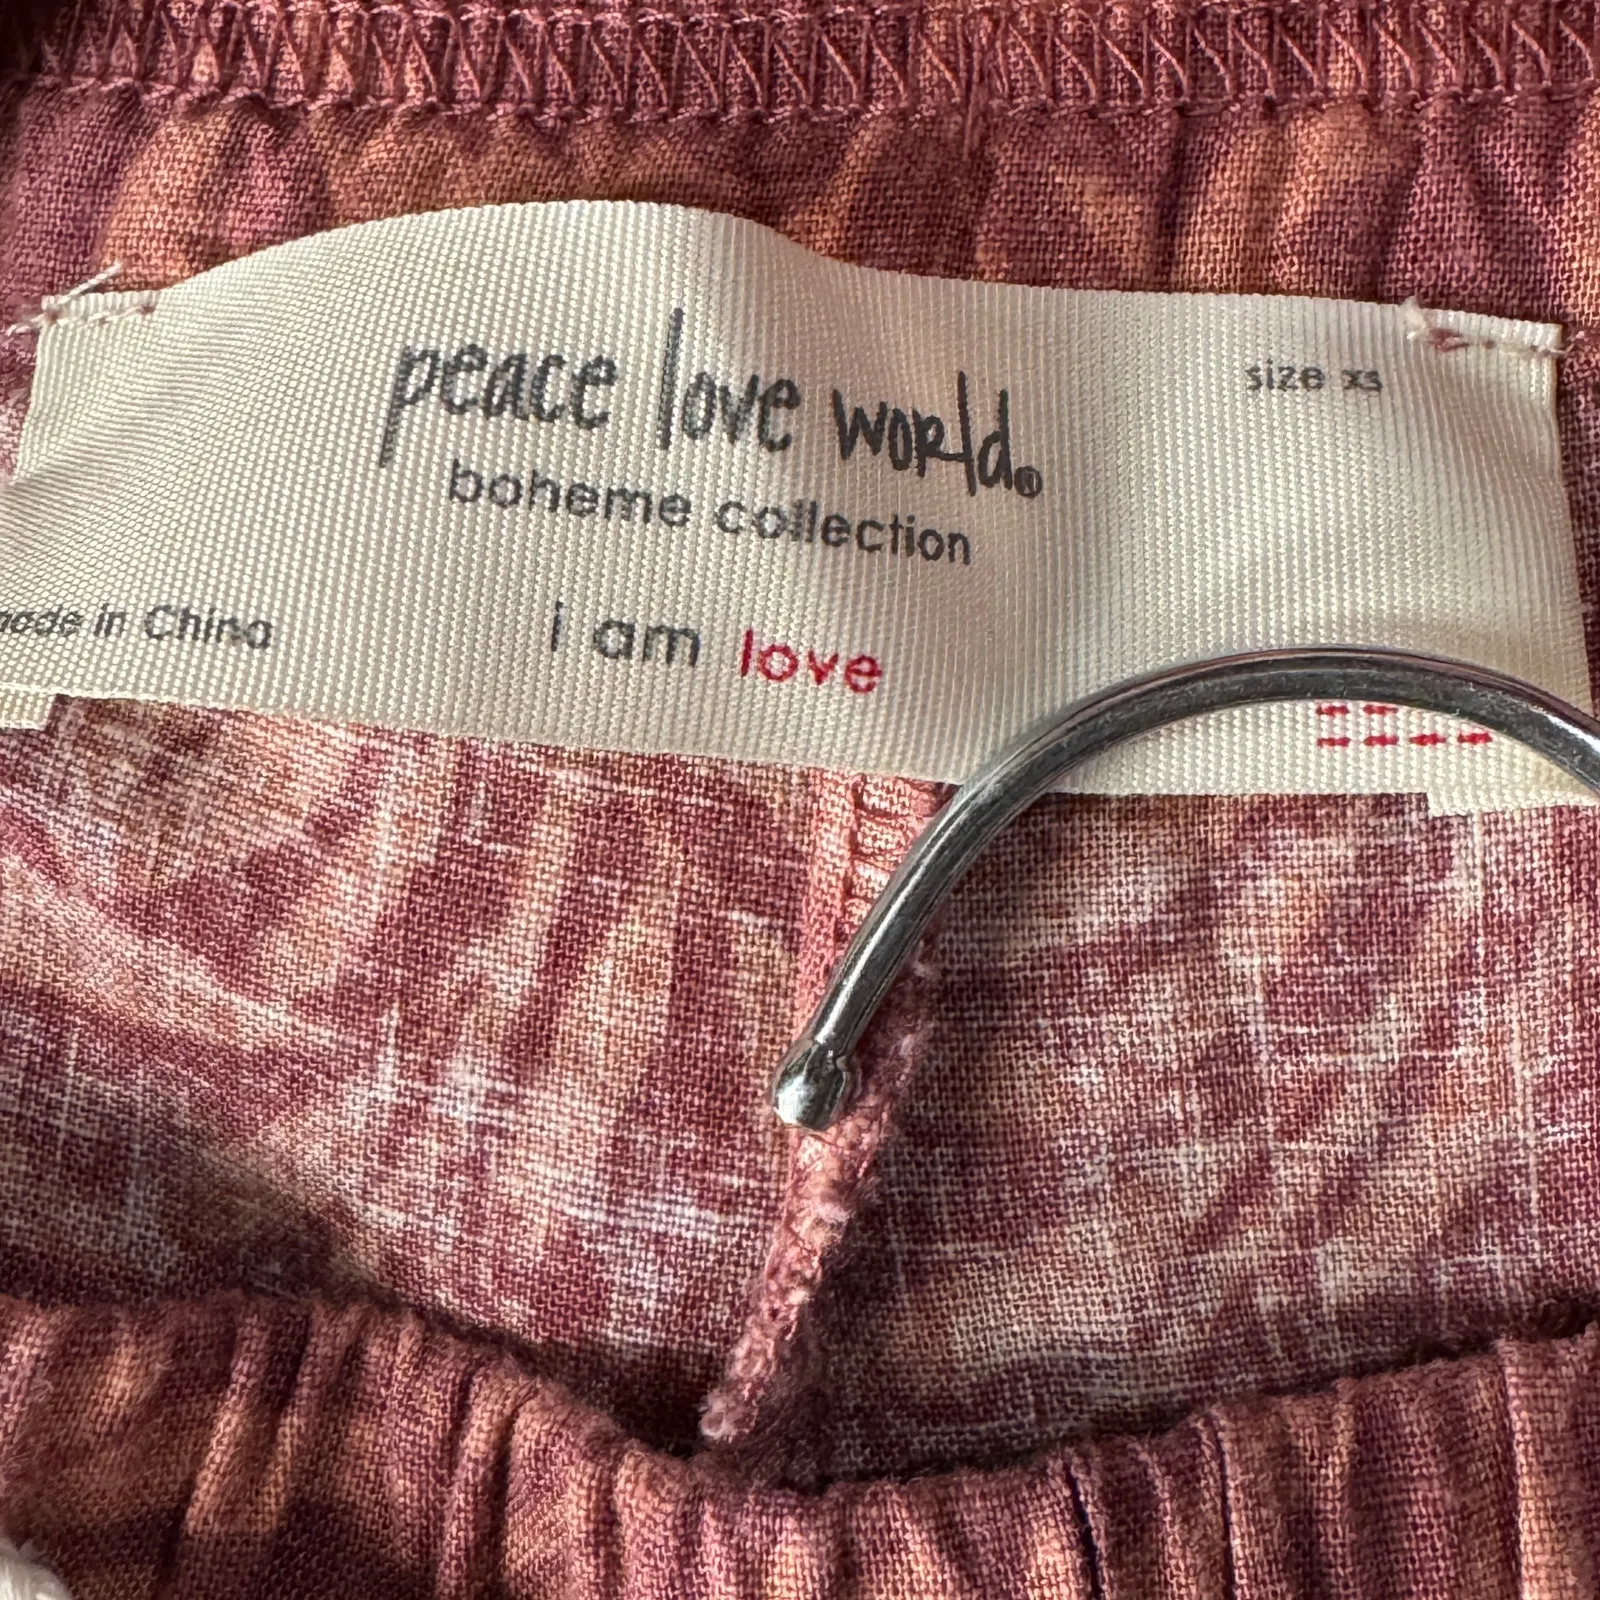 peace love world®
size xs
boheme collection
made in China
i am love